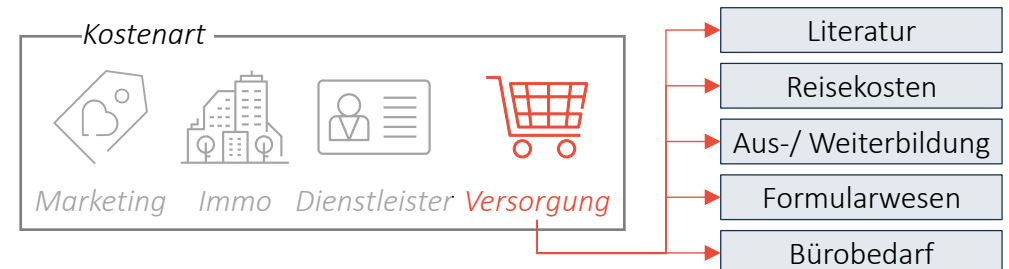 Kostenart
Marketing Immo Dienstleister Versorgung
Literatur
Reisekosten
Aus-/ Weiterbildung
Formularwesen
Bürobedarf